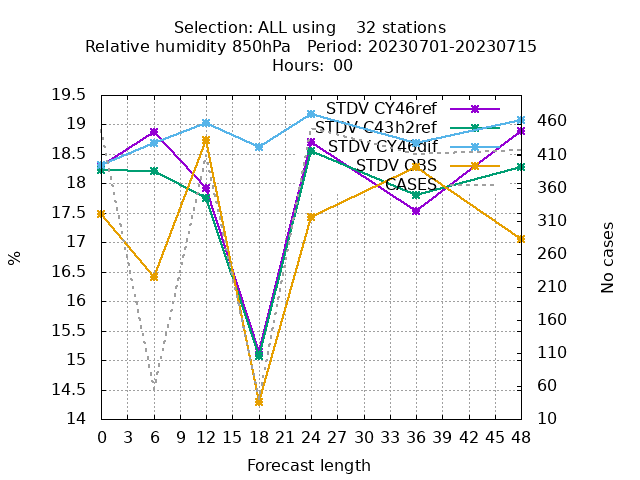 Selection: ALL using    32 stations
Relative humidity 850hPa   Period: 20230701-20230715
Hours:  00
STDV CY46ref
STDV C43h2ref
STDV CY46dif
STDV OBS
CASES
19.5
19
18.5
18
17.5
17
16.5
16
15.5
15
14.5
14
%
460
410
360
310
260
210
160
110
60
10
No cases
0 3 6 9 12 15 18 21 24 27 30 33 36 39 42 45 48
Forecast length